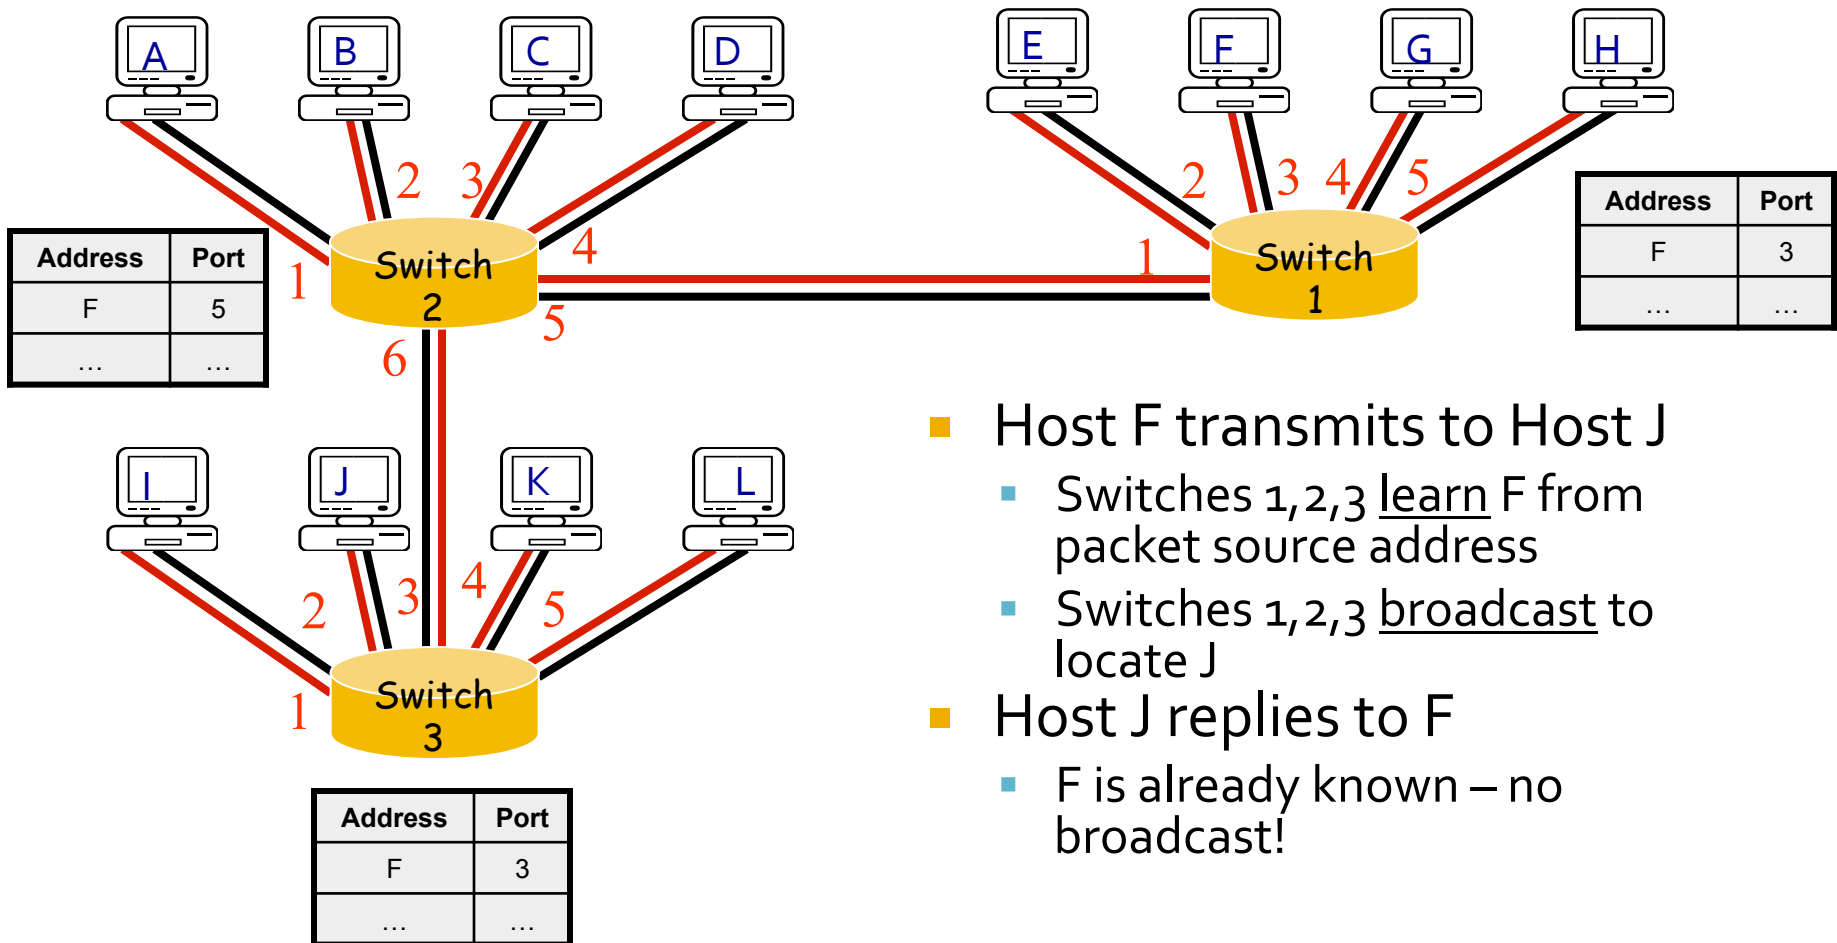 A
B
C
D
E
F
G
H
2
3
2
3
4
5
1
4
1
5
6
Switch
2
Switch
1
Address Port
F 5
… …
Address Port
F 3
… …
I
J
K
L
2
3
4
5
1
Switch
3
Address Port
F 3
… …
Host F transmits to Host J
Switches 1,2,3 learn F from
packet source address
Switches 1,2,3 broadcast to
locate J
Host J replies to F
F is already known – no
broadcast!